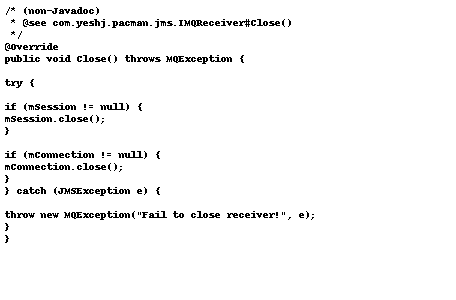 /* (non-Javadoc)
* @see com.yeshj.pacman.jms.IMQReceiver#Close()
*/
@Override
public void Close() throws MQException {
try {
if (mSession != null) {
mSession.close();
}
if (mConnection != null) {
mConnection.close();
}
} catch (JMSException e) {
throw new MQException("Fail to close receiver!", e);
}
}